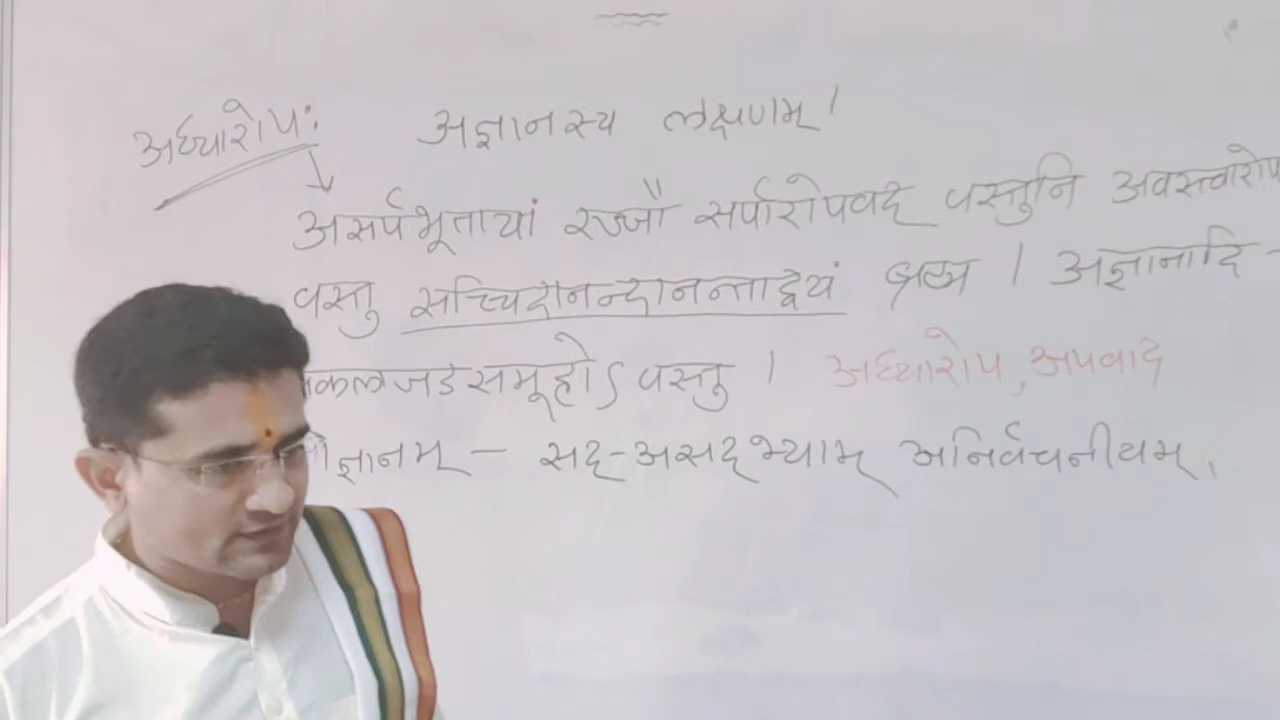 अध्यारोपः अज्ञानस्य लक्षणम् ।
असर्पभूतायां रज्जौ सर्पारोपवद् वस्तुनि अवस्त्वारोप
वस्तु सच्चिदानन्दानन्ताद्वयं ब्रह्म । अज्ञानादि -
कलजडसमूहोऽवस्तु । अध्यारोप, अपवाद
ज्ञानम् - सद्-असद्भ्याम् अनिर्वचनीयम्,